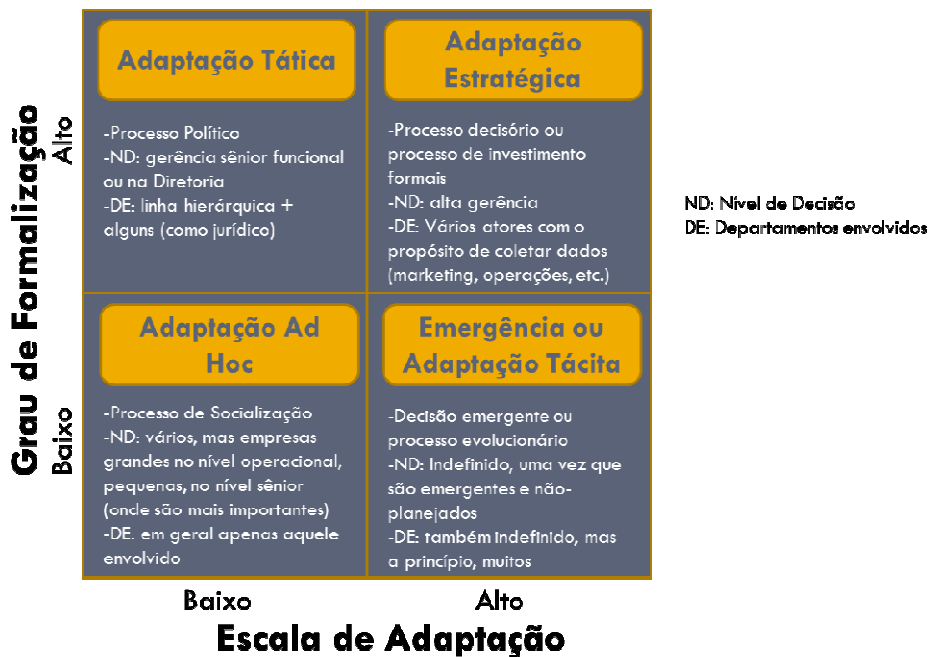 Grau de Formalização
Alto
Baixo
Adaptação Tática
-Processo Político
-ND: gerência sênior funcional
ou na Diretoria
-DE: linha hierárquica +
alguns (como jurídico)
Adaptação
Estratégica
-Processo decisório ou
processo de investimento
formais
-ND: alta gerência
-DE: Vários atores com o
propósito de coletar dados
(marketing, operações, etc.)
ND: Nível de Decisão
DE: Departamentos envolvidos
Adaptação Ad
Hoc
-Processo de Socialização
-ND: vários, mas empresas
grandes no nível operacional,
pequenas, no nível sênior
(onde são mais importantes)
-DE. em geral apenas aquele
envolvido
Emergência ou
Adaptação Tácita
-Decisão emergente ou
processo evolucionário
-ND: Indefinido, uma vez que
são emergentes e não-
planejados
-DE: também indefinido, mas
a princípio, muitos
Baixo
Alto
Escala de Adaptação